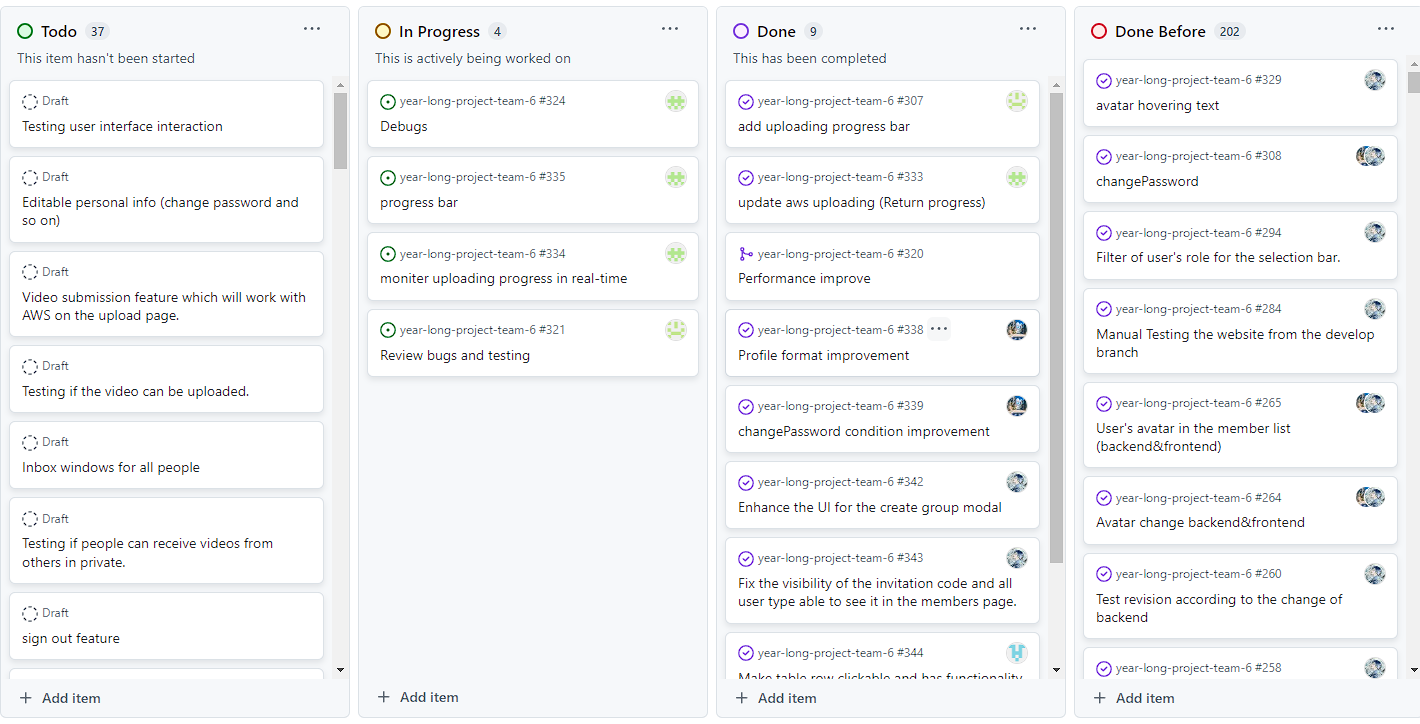 Todo 37
This item hasn't been started
Draft
Testing user interface interaction
Draft
Editable personal info (change password and
so on)
Draft
Video submission feature which will work with
AWS on the upload page.
Draft
Testing if the video can be uploaded.
Draft
Inbox windows for all people
Draft
Testing if people can receive videos from
others in private.
Draft
sign out feature
+ Add item
In Progress 4
This is actively being worked on
year-long-project-team-6 #324
Debugs
year-long-project-team-6 #335
progress bar
year-long-project-team-6 #334
moniter uploading progress in real-time
year-long-project-team-6 #321
Review bugs and testing
+ Add item
Done 9
This has been completed
year-long-project-team-6 #307
add uploading progress bar
year-long-project-team-6 #333
update aws uploading (Return progress)
year-long-project-team-6 #320
Performance improve
year-long-project-team-6 #338
Profile format improvement
year-long-project-team-6 #339
changePassword condition improvement
year-long-project-team-6 #342
Enhance the UI for the create group modal
year-long-project-team-6 #343
Fix the visibility of the invitation code and all
user type able to see it in the members page.
year-long-project-team-6 #344
Make table row clickable and has functionality
+ Add item
Done Before 202
year-long-project-team-6 #329
avatar hovering text
year-long-project-team-6 #308
changePassword
year-long-project-team-6 #294
Filter of user's role for the selection bar.
year-long-project-team-6 #284
Manual Testing the website from the develop
branch
year-long-project-team-6 #265
User's avatar in the member list
(backend&frontend)
year-long-project-team-6 #264
Avatar change backend&frontend
year-long-project-team-6 #260
Test revision according to the change of
backend
year-long-project-team-6 #258
+ Add item